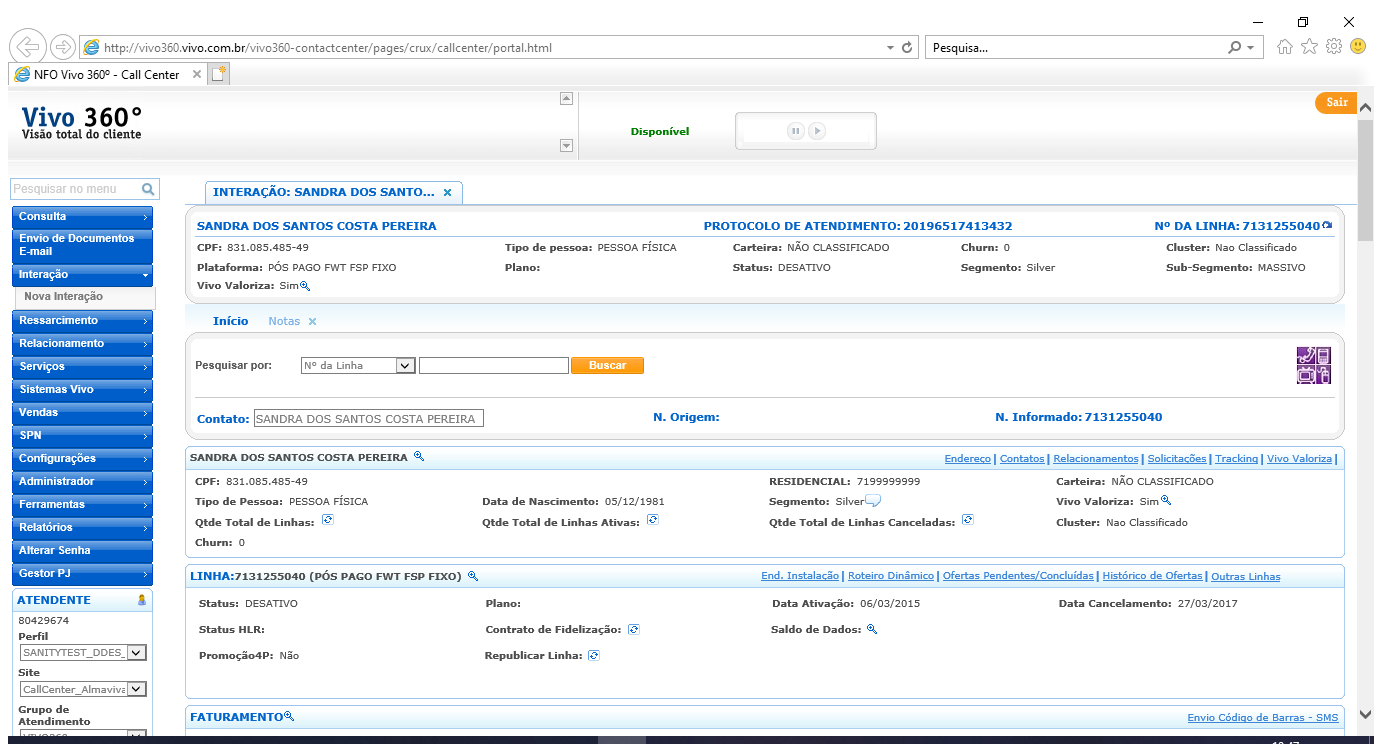 http://vivo360.vivo.com.br/vivo360-contactcenter/pages/crux/callcenter/portal.html
Pesquisa...
NFO Vivo 360º - Call Center
Vivo 360°
Visão total do cliente
Disponível
Sair
Pesquisar no menu
Consulta
Envio de Documentos
E-mail
Interação
Nova Interação
Ressarcimento
Relacionamento
Serviços
Sistemas Vivo
Vendas
SPN
Configurações
Administrador
Ferramentas
Relatórios
Alterar Senha
Gestor PJ
ATENDENTE
80429674
Perfil
SANITYTEST_DDES_
Site
CallCenter_Almaviva
Grupo de
Atendimento
INTERAÇÃO: SANDRA DOS SANTO...
SANDRA DOS SANTOS COSTA PEREIRA PROTOCOLO DE ATENDIMENTO: 20196517413432 Nº DA LINHA: 7131255040
CPF: 831.085.485-49 Tipo de pessoa: PESSOA FÍSICA Carteira: NÃO CLASSIFICADO Churn: 0 Cluster: Nao Classificado
Plataforma: PÓS PAGO FWT FSP FIXO Plano: Status: DESATIVO Segmento: Silver Sub-Segmento: MASSIVO
Vivo Valoriza: Sim
Início Notas
Pesquisar por: Nº da Linha Buscar
Contato: SANDRA DOS SANTOS COSTA PEREIRA N. Origem: N. Informado: 7131255040
SANDRA DOS SANTOS COSTA PEREIRA Endereço | Contatos | Relacionamentos | Solicitações | Tracking | Vivo Valoriza |
CPF: 831.085.485-49 RESIDENCIAL: 7199999999 Carteira: NÃO CLASSIFICADO
Tipo de Pessoa: PESSOA FÍSICA Data de Nascimento: 05/12/1981 Segmento: Silver Vivo Valoriza: Sim
Qtde Total de Linhas: Qtde Total de Linhas Ativas: Qtde Total de Linhas Canceladas: Cluster: Nao Classificado
Churn: 0
LINHA:7131255040 (PÓS PAGO FWT FSP FIXO) End. Instalação | Roteiro Dinâmico | Ofertas Pendentes/Concluídas | Histórico de Ofertas | Outras Linhas
Status: DESATIVO Plano: Data Ativação: 06/03/2015 Data Cancelamento: 27/03/2017
Status HLR: Contrato de Fidelização: Saldo de Dados:
Promoção4P: Não Republicar Linha:
FATURAMENTO Envio Código de Barras - SMS